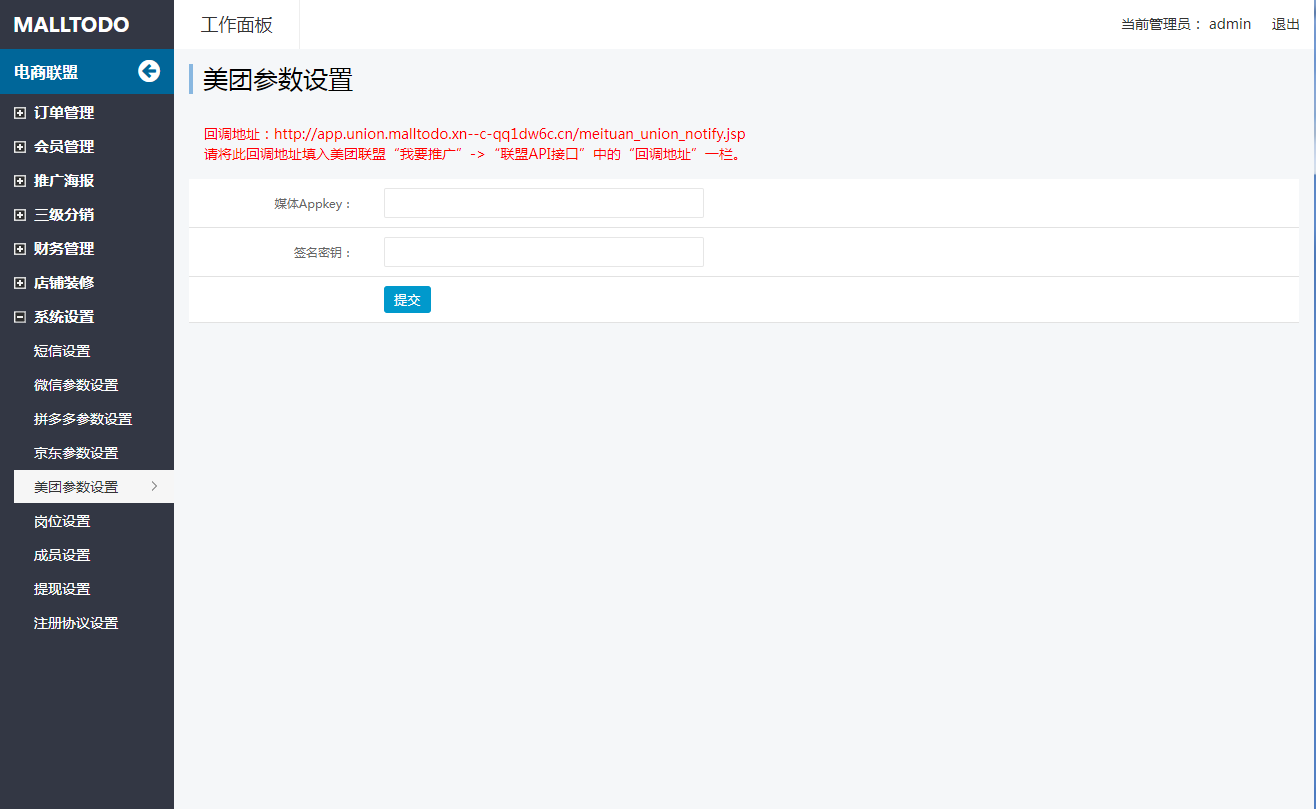 MALLTODO
工作面板
当前管理员： admin 退出
电商联盟
订单管理
会员管理
推广海报
三级分销
财务管理
店铺装修
系统设置
短信设置
微信参数设置
拼多多参数设置
京东参数设置
美团参数设置
岗位设置
成员设置
提现设置
注册协议设置
美团参数设置
回调地址：http://app.union.malltodo.xn--c-qq1dw6c.cn/meituan_union_notify.jsp
请将此回调地址填入美团联盟“我要推广”->“联盟API接口”中的“回调地址”一栏。
媒体Appkey：
签名密钥：
提交